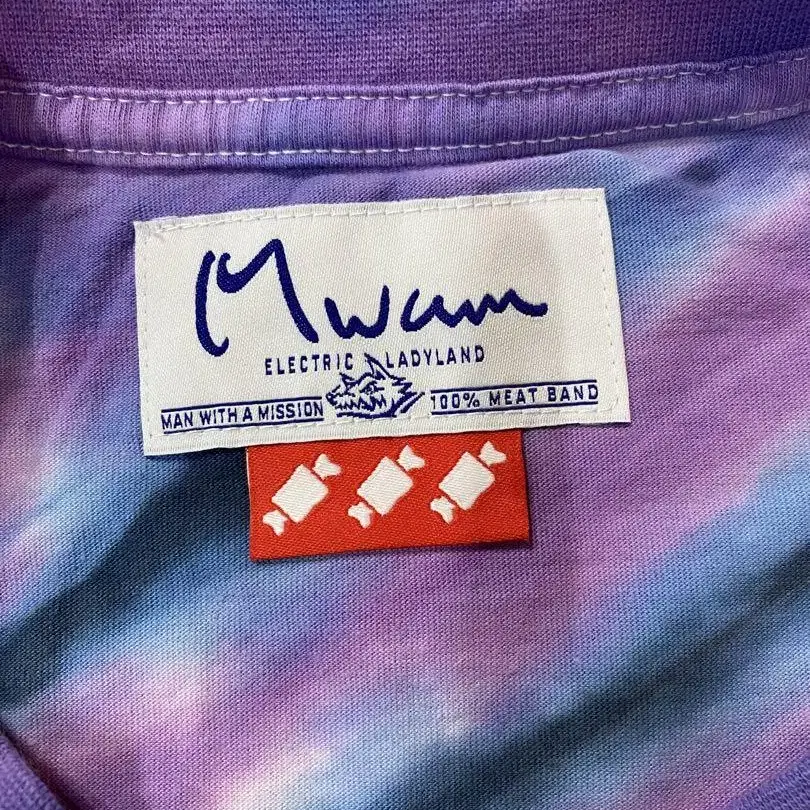 Mwam
ELECTRIC LADYLAND
MAN WITH A MISSION 100% MEAT BAND